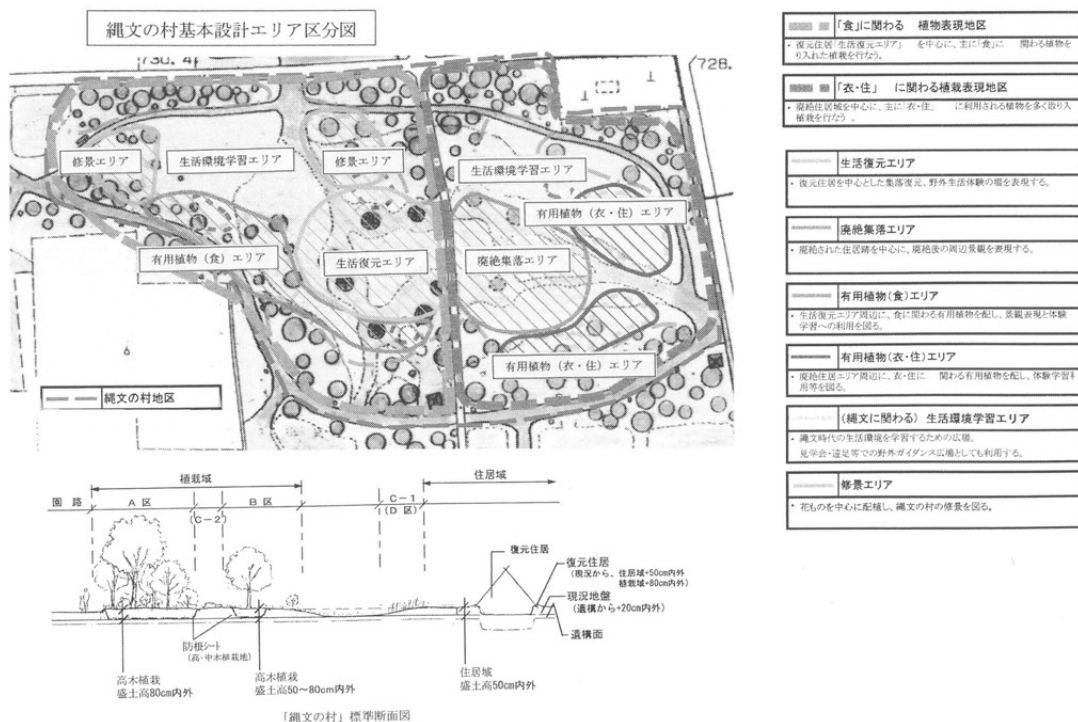 縄文の村基本設計エリア区分図
730.4
728.
修景エリア
生活環境学習エリア
修景エリア
生活環境学習エリア
有用植物（衣・住）エリア
有用植物（食）エリア
生活復元エリア
廃絶集落エリア
有用植物（衣・住）エリア
縄文の村地区
「食」に関わる 植物表現地区
・復元住居「生活復元エリア」 を中心に、主に「食」に 関わる植物を
り入れた植栽を行なう。
「衣・住」 に関わる植栽表現地区
・廃絶住居域を中心に、主に「衣・住」 に利用される植物を多く取り入
植栽を行なう 。
生活復元エリア
・復元住居を中心とした集落復元、野外生活体験の場を表現する。
廃絶集落エリア
・廃絶された住居跡を中心に、廃絶後の周辺景観を表現する。
有用植物(食)エリア
・生活復元エリア周辺に、食に関わる有用植物を配し、景観表現と体験
学習への利用を図る。
有用植物(衣・住)エリア
・廃絶住居エリア周辺に、衣・住に 関わる有用植物を配し、体験学習
用等を図る。
(縄文に関わる) 生活環境学習エリア
・縄文時代の生活環境を学習するための広場。
見学会・遠足等での野外ガイダンス広場としても利用する。
修景エリア
・花ものを中心に配植し、縄文の村の修景を図る。
植栽域
住居域
園路
A区
(C-2)
B区
C-1
(D区)
復元住居
復元住居
(現況から、住居域+50cm内外
植栽域+80cm内外)
現況地盤
(遺構から+20cm内外)
遺構面
防根シート
(高・中木植栽地)
高木植栽
盛土高80cm内外
高木植栽
盛土高50～80cm内外
住居域
盛土高50cm内外
「縄文の村」標準断面図